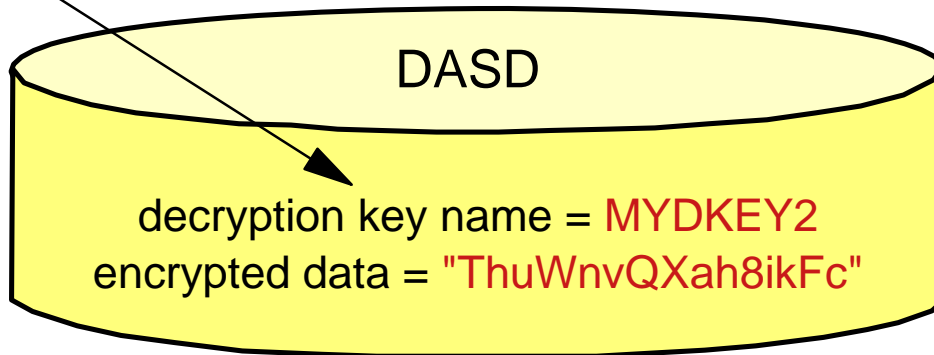 DASD
decryption key name = MYDKEY2
encrypted data = "ThuWnvQXah8ikFc"